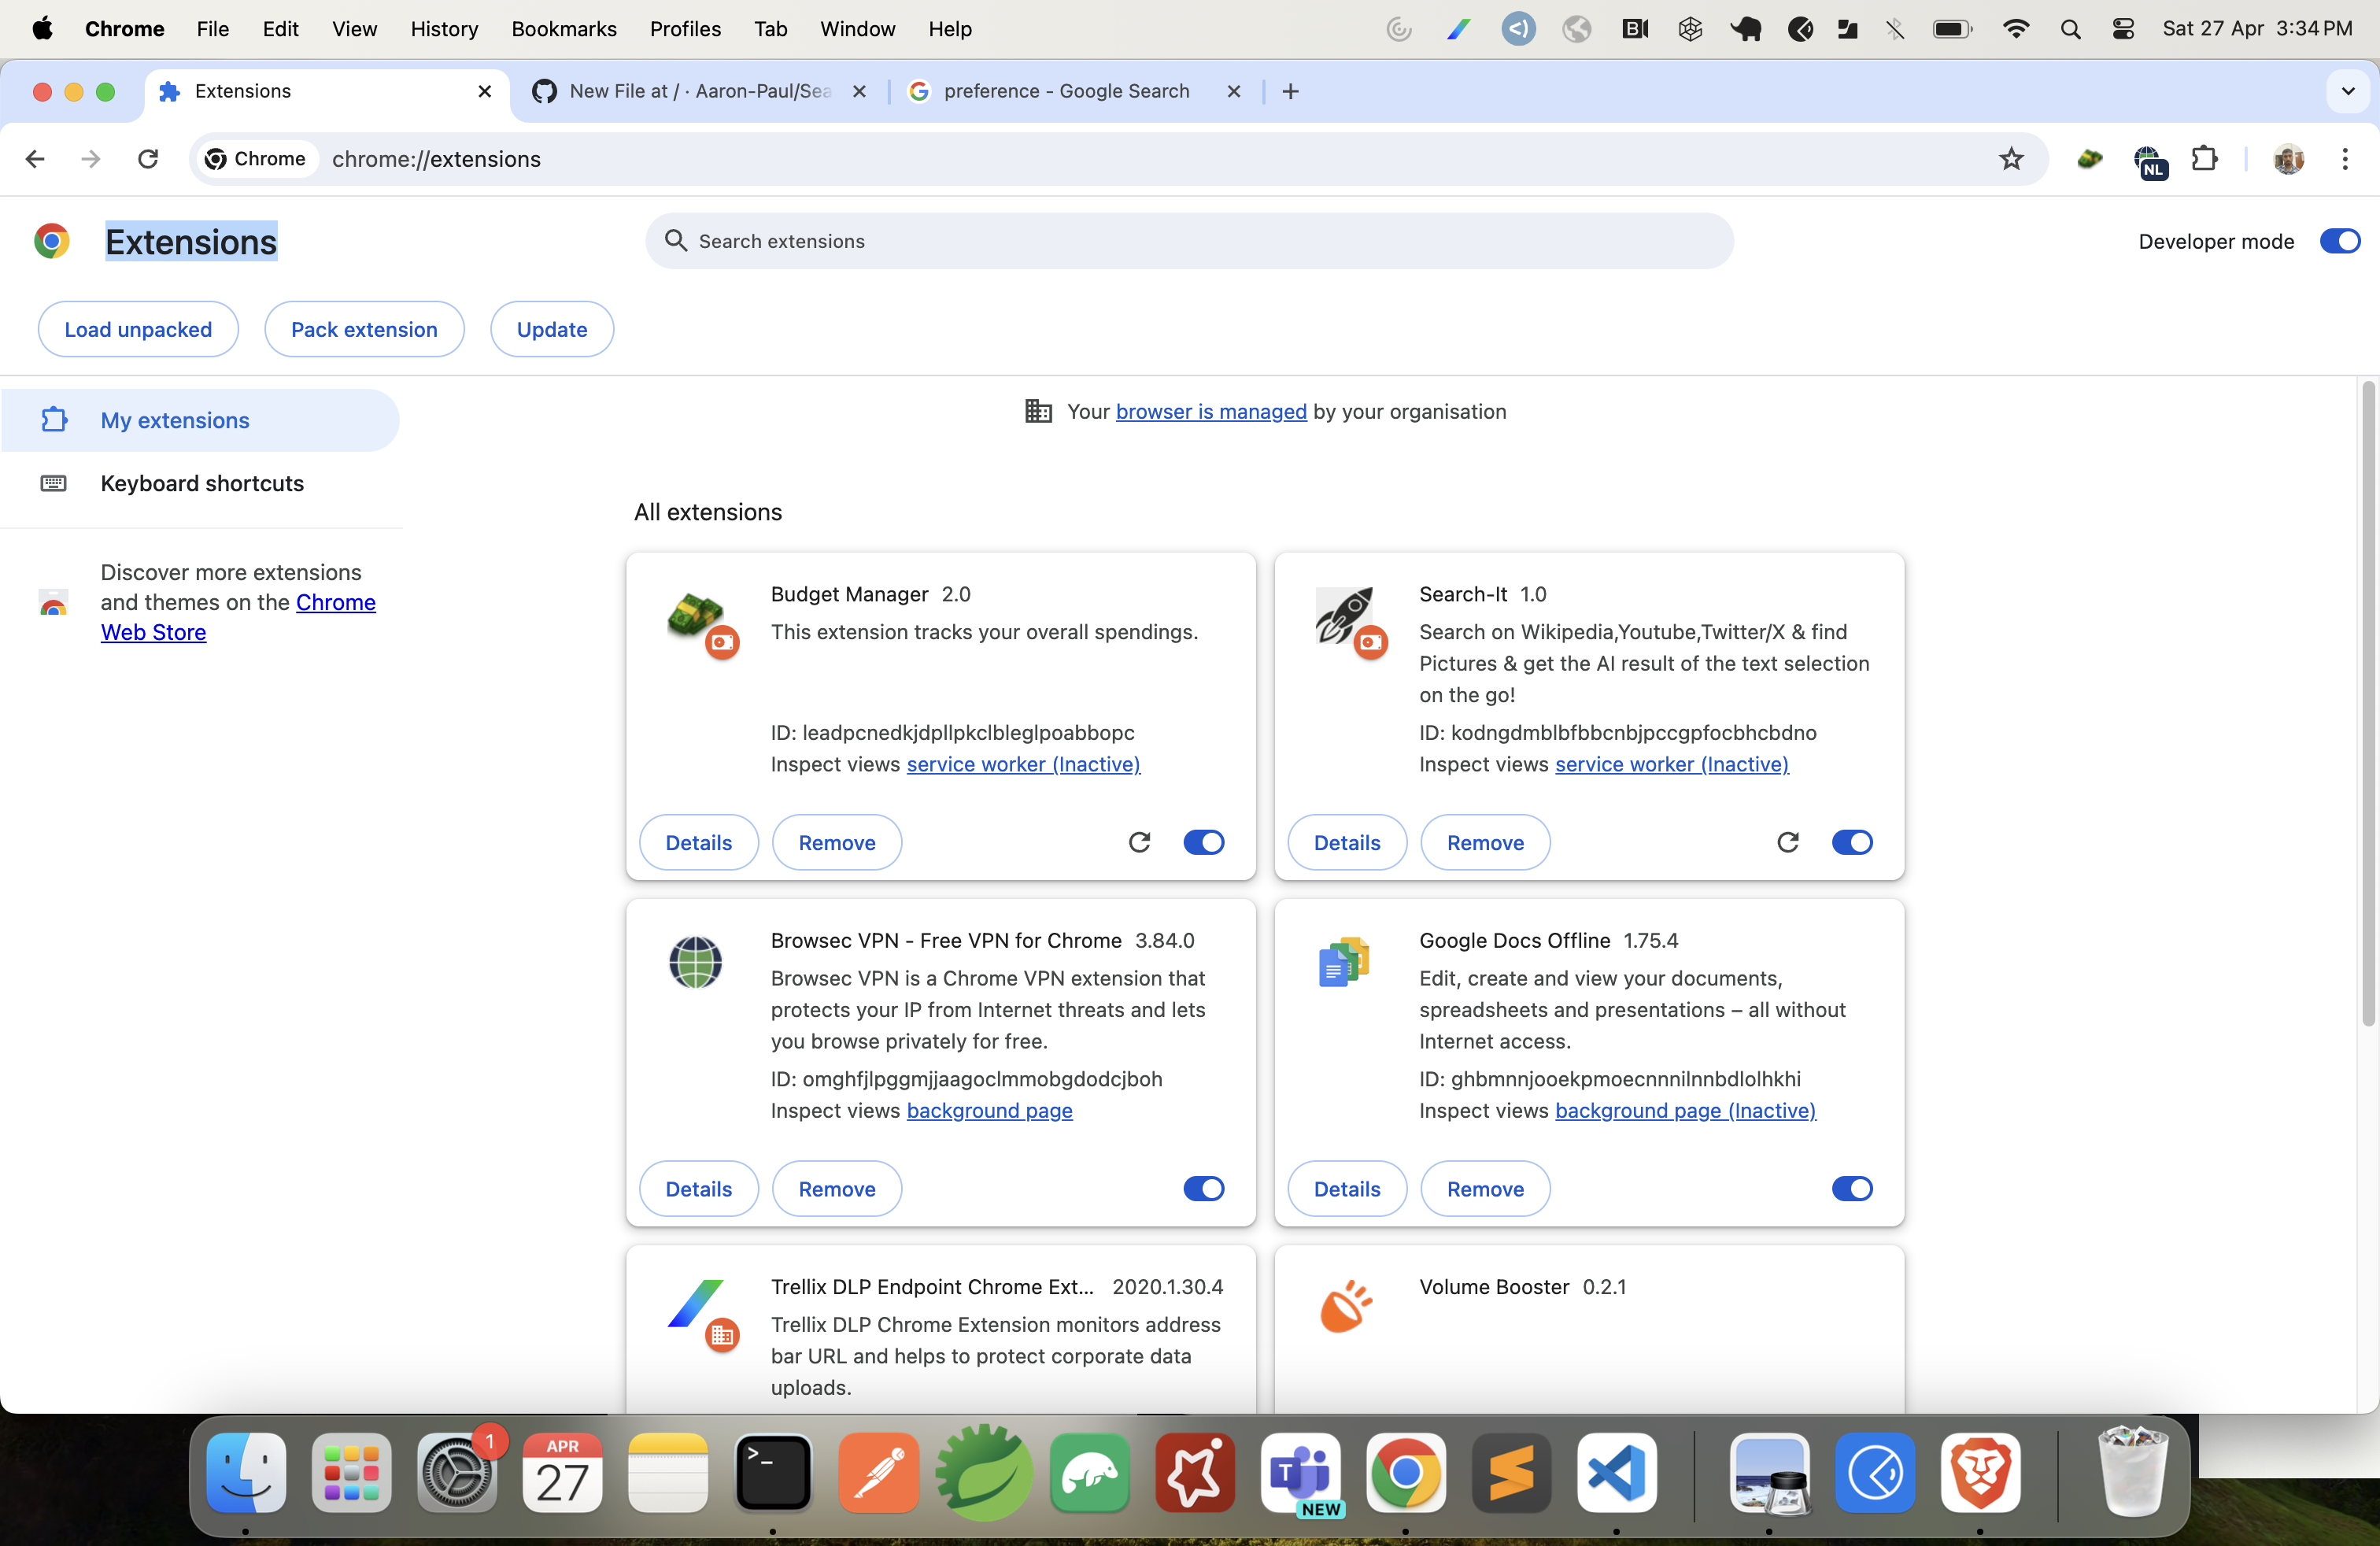 Chrome File Edit View History Bookmarks Profiles Tab Window Help
Sat 27 Apr 3:34 PM
Extensions
New File at / · Aaron-Paul/Sea
preference - Google Search
Chrome
chrome://extensions
NL
Extensions
Search extensions
Developer mode
Load unpacked
Pack extension
Update
My extensions
Keyboard shortcuts
Discover more extensions
and themes on the Chrome
Web Store
Your browser is managed by your organisation
All extensions
Budget Manager 2.0
This extension tracks your overall spendings.
ID: leadpcnedkjdpllpkclbleglpoabbopc
Inspect views service worker (Inactive)
Details
Remove
Search-It 1.0
Search on Wikipedia,Youtube,Twitter/X & find
Pictures & get the AI result of the text selection
on the go!
ID: kodngdmblbfbbcnbjpccgpfocbhcbdno
Inspect views service worker (Inactive)
Details
Remove
Browsec VPN - Free VPN for Chrome 3.84.0
Browsec VPN is a Chrome VPN extension that
protects your IP from Internet threats and lets
you browse privately for free.
ID: omghfjlpggmjjaagoclmmobgdodcjboh
Inspect views background page
Details
Remove
Google Docs Offline 1.75.4
Edit, create and view your documents,
spreadsheets and presentations – all without
Internet access.
ID: ghbmnnjooekpmoecnnnilnnbdlolhkhi
Inspect views background page (Inactive)
Details
Remove
Trellix DLP Endpoint Chrome Ext... 2020.1.30.4
Trellix DLP Chrome Extension monitors address
bar URL and helps to protect corporate data
uploads.
Volume Booster 0.2.1
1
APR
27
>_
T
NEW